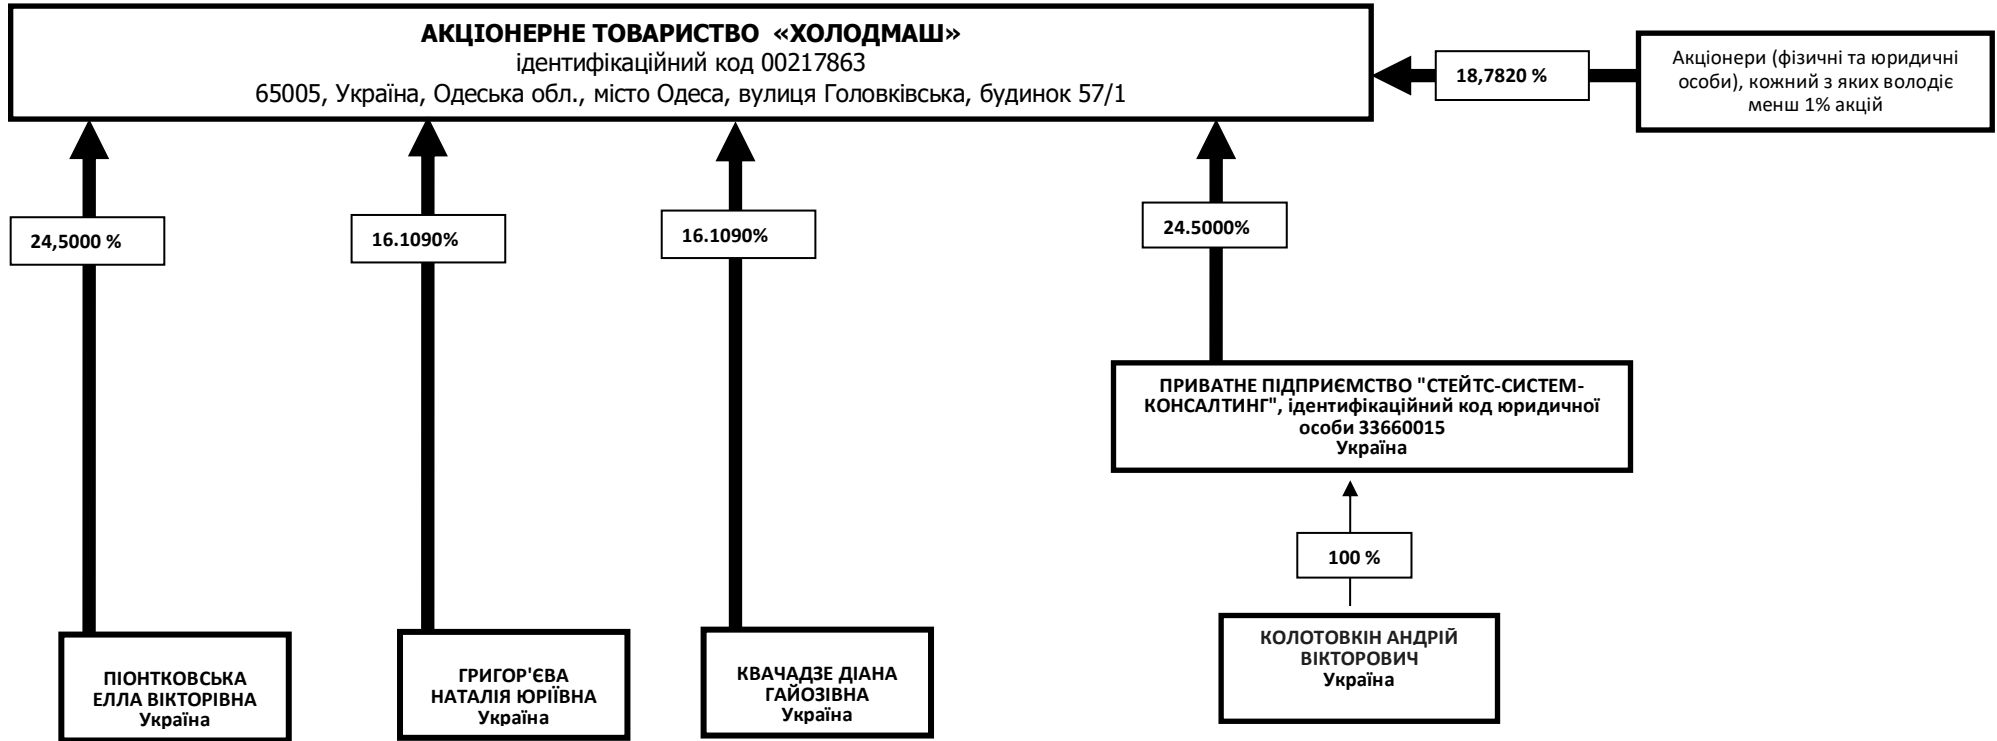 АКЦІОНЕРНЕ ТОВАРИСТВО «ХОЛОДМАШ»
ідентифікаційний код 00217863
65005, Україна, Одеська обл., місто Одеса, вулиця Головківська, будинок 57/1
18,7820 %
Акціонери (фізичні та юридичні
особи), кожний з яких володіє
менш 1% акцій
24,5000 %
16.1090%
16.1090%
24.5000%
ПРИВАТНЕ ПІДПРИЄМСТВО "СТЕЙТС-СИСТЕМ-
КОНСАЛТИНГ", ідентифікаційний код юридичної
особи 33660015
Україна
100 %
ПІОНТКОВСЬКА
ЕЛЛА ВІКТОРІВНА
Україна
ГРИГОР'ЄВА
НАТАЛІЯ ЮРІЇВНА
Україна
КВАЧАДЗЕ ДІАНА
ГАЙОЗІВНА
Україна
КОЛОТОВКІН АНДРІЙ
ВІКТОРОВИЧ
Україна